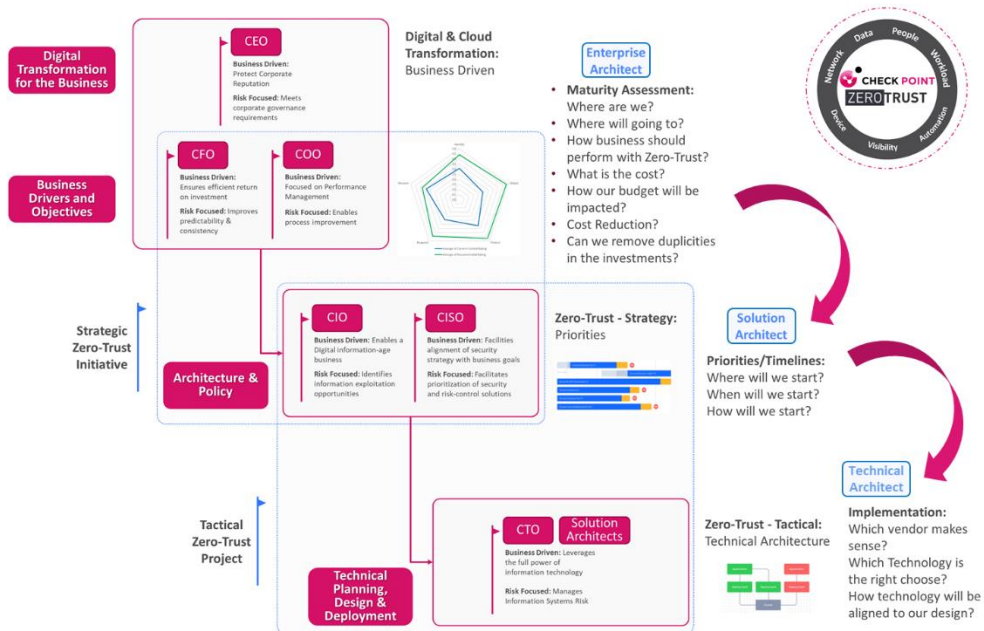 Digital
Transformation
for the Business
CEO
Business Driven:
Protect Corporate
Reputation
Risk Focused: Meets
corporate governance
requirements
Digital & Cloud
Transformation:
Business Driven
Enterprise
Architect
• Maturity Assessment:
Where are we?
• Where will going to?
• How business should
perform with Zero-Trust?
• What is the cost?
• How our budget will be
impacted?
• Cost Reduction?
• Can we remove duplicities
in the investments?
Network
Data
People
Workload
Automation
Visibility
Device
CHECK POINT
ZERO TRUST
Business
Drivers and
Objectives
CFO
Business Driven:
Ensures efficient return
on investment
Risk Focused: Improves
predictability &
consistency
COO
Business Driven:
Focused on Performance
Management
Risk Focused: Enables
process improvement
Strategic
Zero-Trust
Initiative
Architecture &
Policy
CIO
Business Driven: Enables a
Digital information-age
business
Risk Focused: Identifies
information exploitation
opportunities
CISO
Business Driven: Facilities
alignment of security
strategy with business goals
Risk Focused: Facilitates
prioritization of security
and risk-control solutions
Zero-Trust - Strategy:
Priorities
Solution
Architect
Priorities/Timelines:
Where will we start?
When will we start?
How will we start?
Tactical
Zero-Trust
Project
Technical
Planning,
Design &
Deployment
CTO
Solution
Architects
Business Driven: Leverages
the full power of
information technology
Risk Focused: Manages
Information Systems Risk
Zero-Trust - Tactical:
Technical Architecture
Technical
Architect
Implementation:
Which vendor makes
sense?
Which Technology is
the right choose?
How technology will be
aligned to our design?